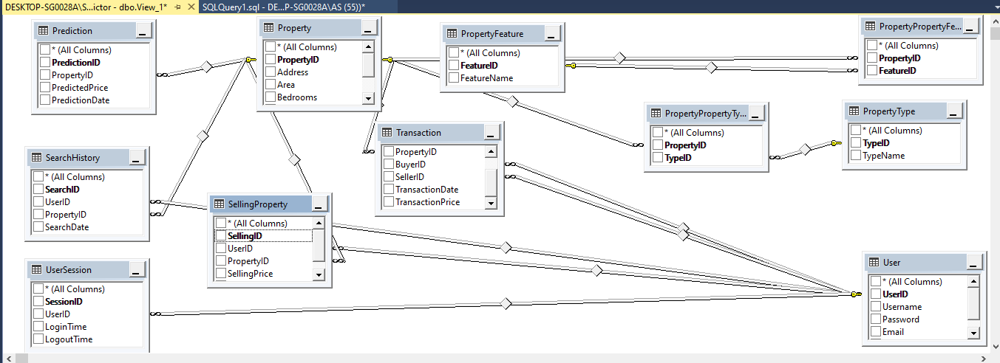 DESKTOP-SG0028A\S...ictor - dbo.View_1*
SQLQuery1.sql - DE...P-SG0028A\AS (55))*
Prediction
* (All Columns)
PredictionID
PropertyID
PredictedPrice
PredictionDate
Property
* (All Columns)
PropertyID
Address
Area
Bedrooms
PropertyFeature
* (All Columns)
FeatureID
FeatureName
PropertyPropertyFe...
* (All Columns)
PropertyID
FeatureID
PropertyPropertyTy...
* (All Columns)
PropertyID
TypeID
PropertyType
* (All Columns)
TypeID
TypeName
Transaction
PropertyID
BuyerID
SellerID
TransactionDate
TransactionPrice
SearchHistory
* (All Columns)
SearchID
UserID
PropertyID
SearchDate
SellingProperty
* (All Columns)
SellingID
UserID
PropertyID
SellingPrice
UserSession
* (All Columns)
SessionID
UserID
LoginTime
LogoutTime
User
* (All Columns)
UserID
Username
Password
Email